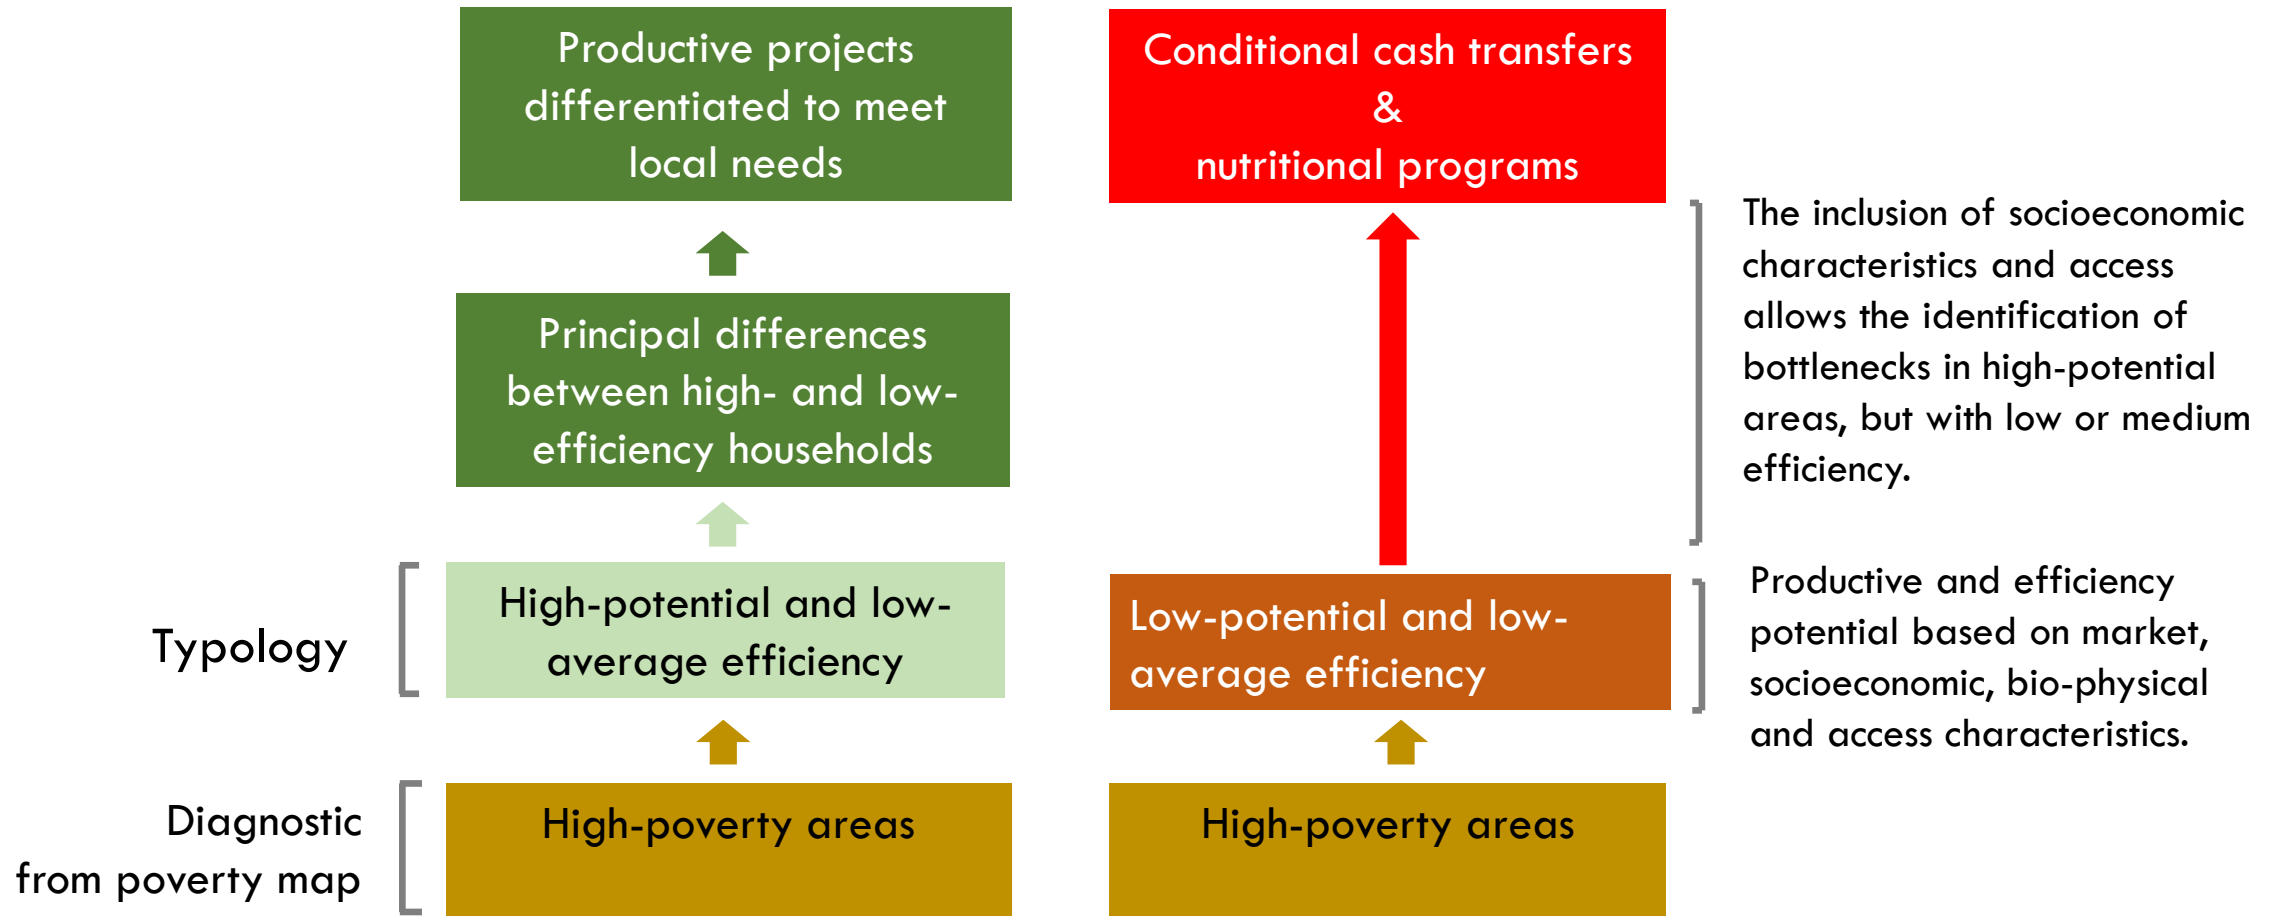 Productive projects
differentiated to meet
local needs
Conditional cash transfers
&
nutritional programs
Principal differences
between high- and low-
efficiency households
The inclusion of socioeconomic
characteristics and access
allows the identification of
bottlenecks in high-potential
areas, but with low or medium
efficiency.
Typology
High-potential and low-
average efficiency
Low-potential and low-
average efficiency
Productive and efficiency
potential based on market,
socioeconomic, bio-physical
and access characteristics.
Diagnostic
from poverty map
High-poverty areas
High-poverty areas